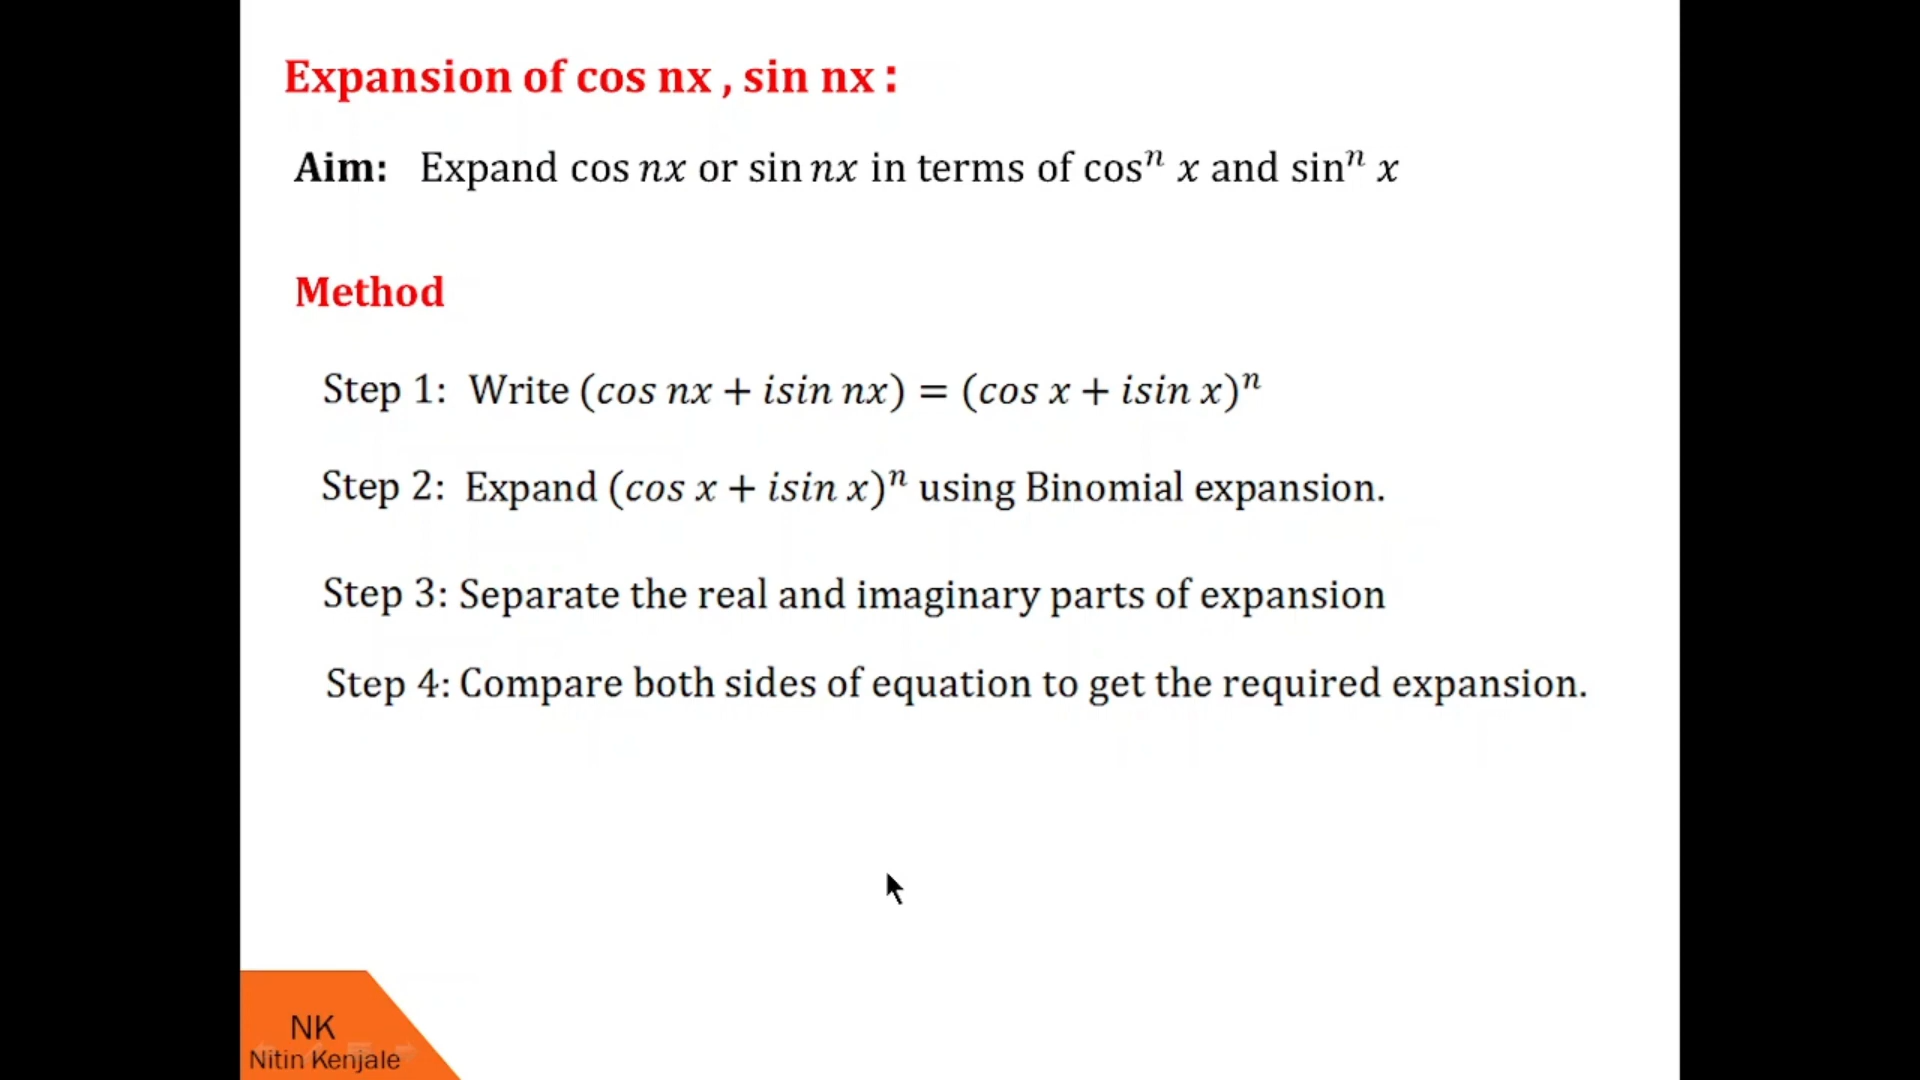 Expansion of cos nx , sin nx :
Aim: Expand cos nx or sin nx in terms of cosⁿ x and sinⁿ x
Method
Step 1: Write (cos nx + isin nx) = (cos x + isin x)ⁿ
Step 2: Expand (cos x + isin x)ⁿ using Binomial expansion.
Step 3: Separate the real and imaginary parts of expansion
Step 4: Compare both sides of equation to get the required expansion.
NK
Nitin Kenjale